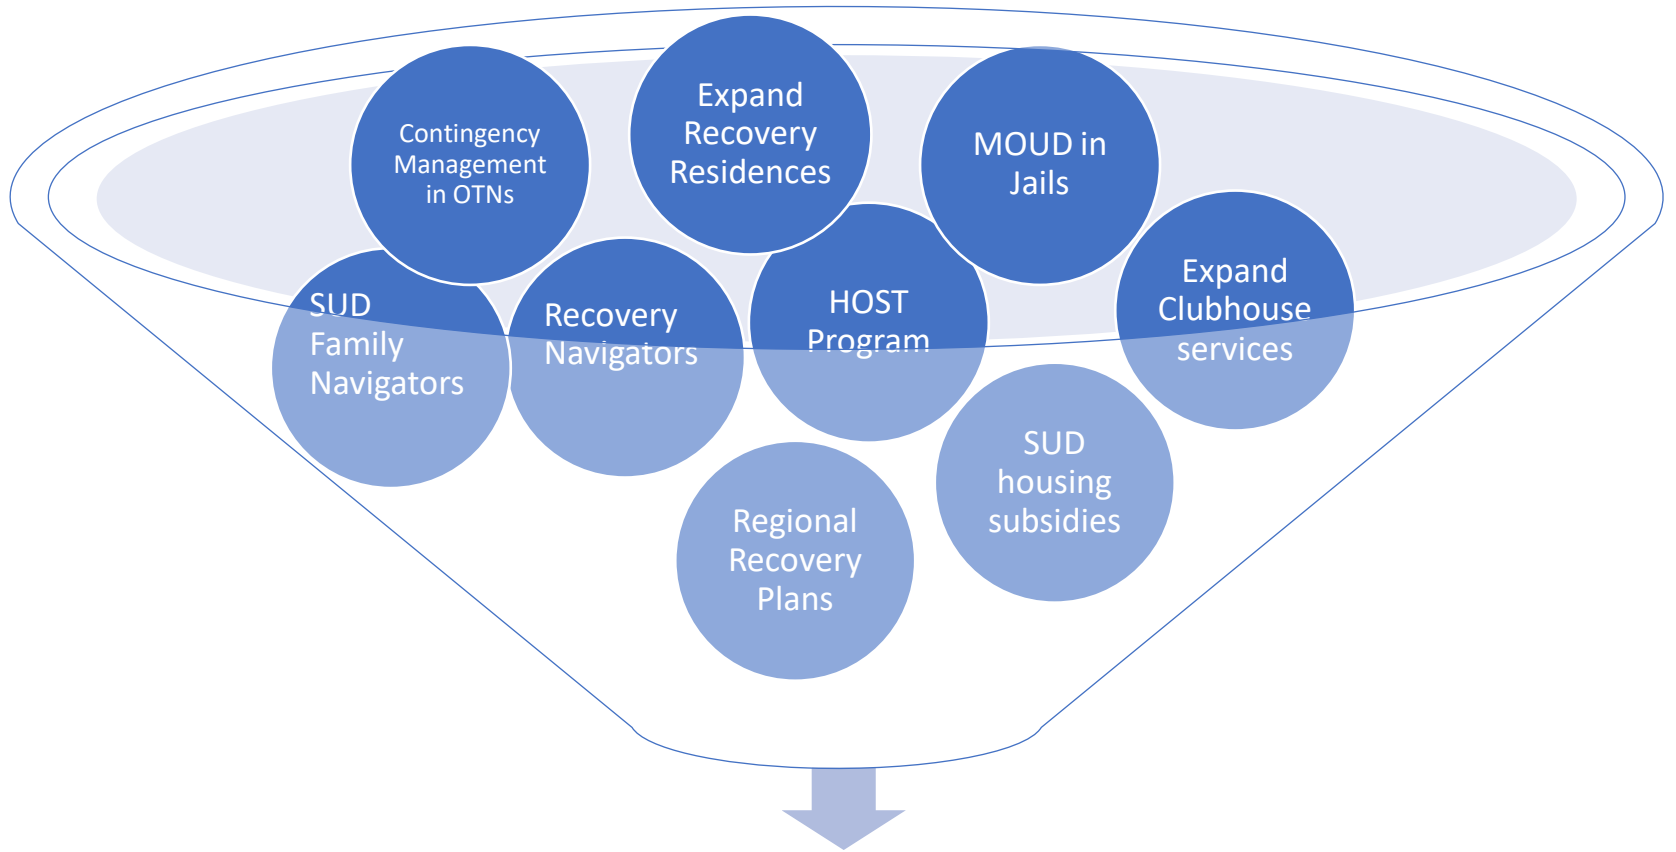 Contingency
Management
in OTNs
Expand
Recovery
Residences
MOUD in
Jails
SUD
Family
Navigators
Recovery
Navigators
HOST
Program
Expand
Clubhouse
services
SUD
housing
subsidies
Regional
Recovery
Plans